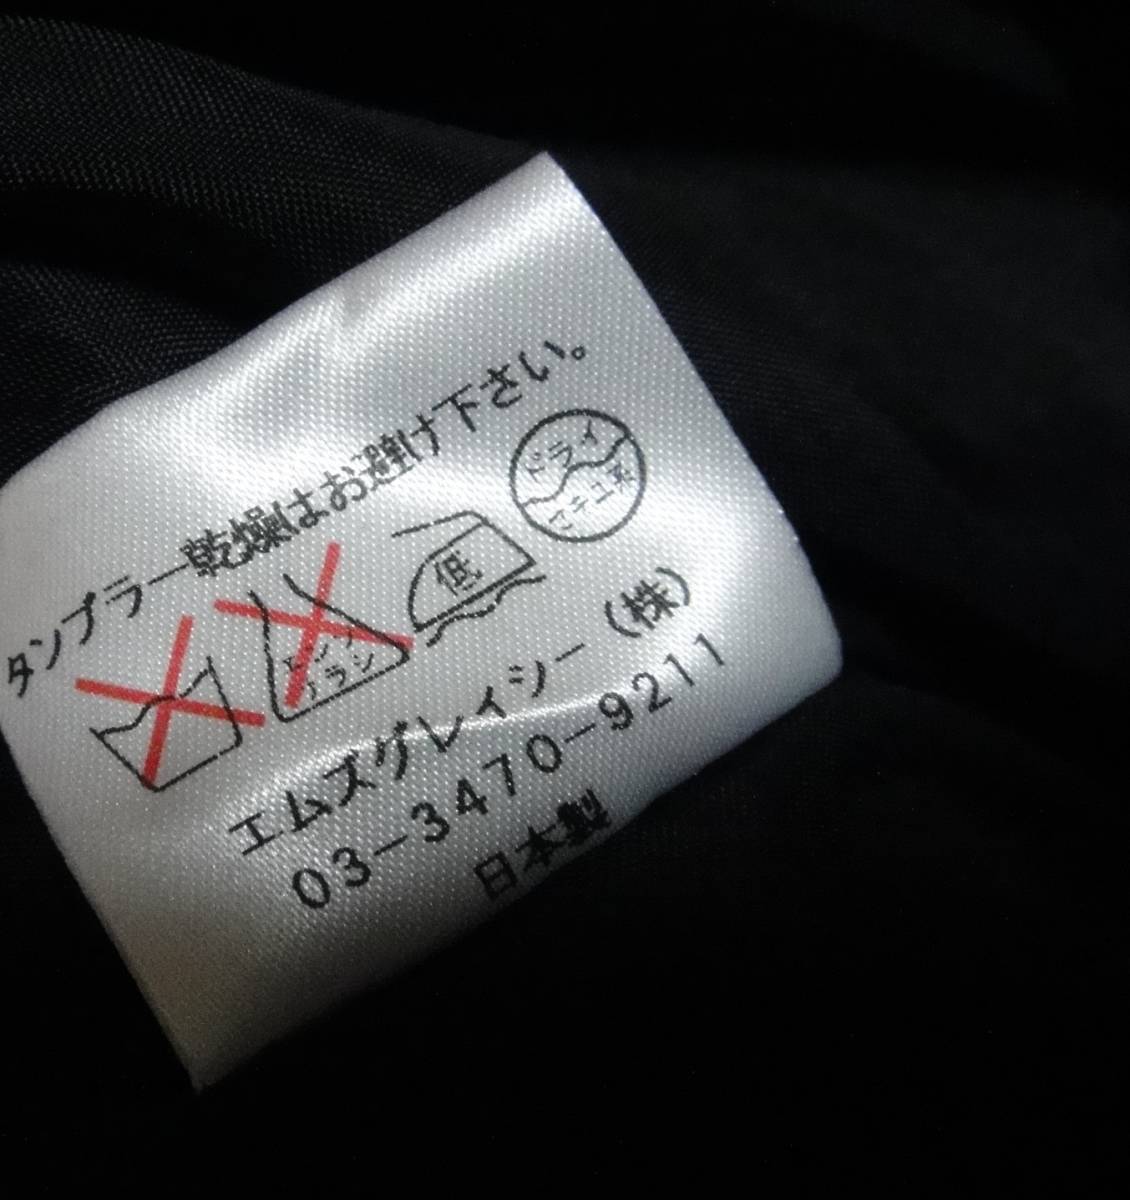 タンブラー乾燥はお避け下さい。
エンソ
サラシ
低
ドライ
セキユ系
エムズグレイシー (株)
03-3470-9211
日本製